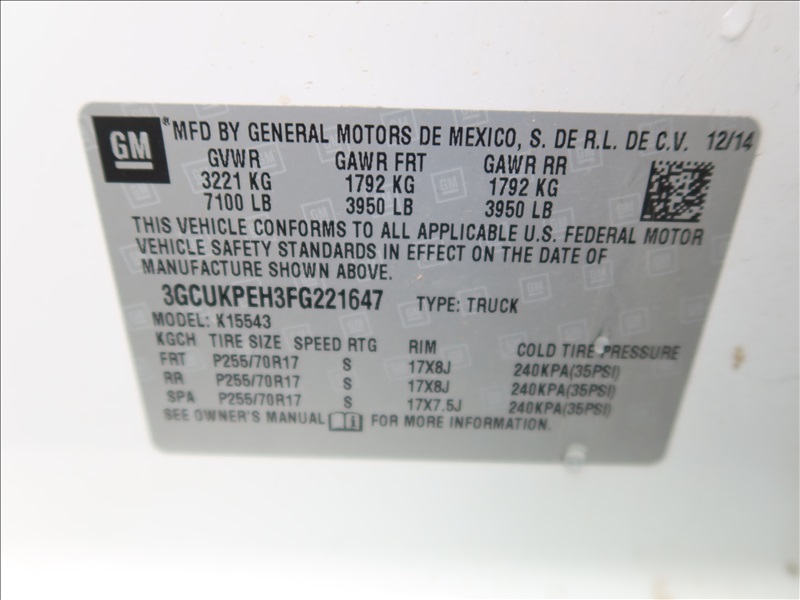 GM
*MFD BY GENERAL MOTORS DE MEXICO, S. DE R.L. DE C.V. 12/14
GVWR GAWR FRT GAWR RR
3221 KG 1792 KG 1792 KG
7100 LB 3950 LB 3950 LB
THIS VEHICLE CONFORMS TO ALL APPLICABLE U.S. FEDERAL MOTOR
VEHICLE SAFETY STANDARDS IN EFFECT ON THE DATE OF
MANUFACTURE SHOWN ABOVE.
3GCUKPEH3FG221647 TYPE: TRUCK
MODEL: K15543
KGCH TIRE SIZE SPEED RTG RIM COLD TIRE PRESSURE
FRT P255/70R17 S 17X8J 240KPA(35PSI)
RR P255/70R17 S 17X8J 240KPA(35PSI)
SPA P255/70R17 S 17X7.5J 240KPA(35PSI)
SEE OWNER'S MANUAL FOR MORE INFORMATION.